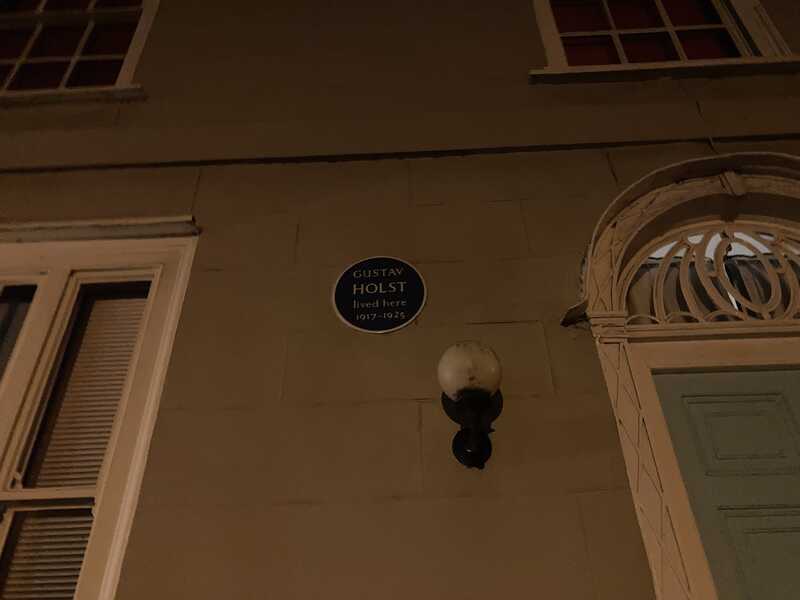 GUSTAV
HOLST
lived here
1917-1925